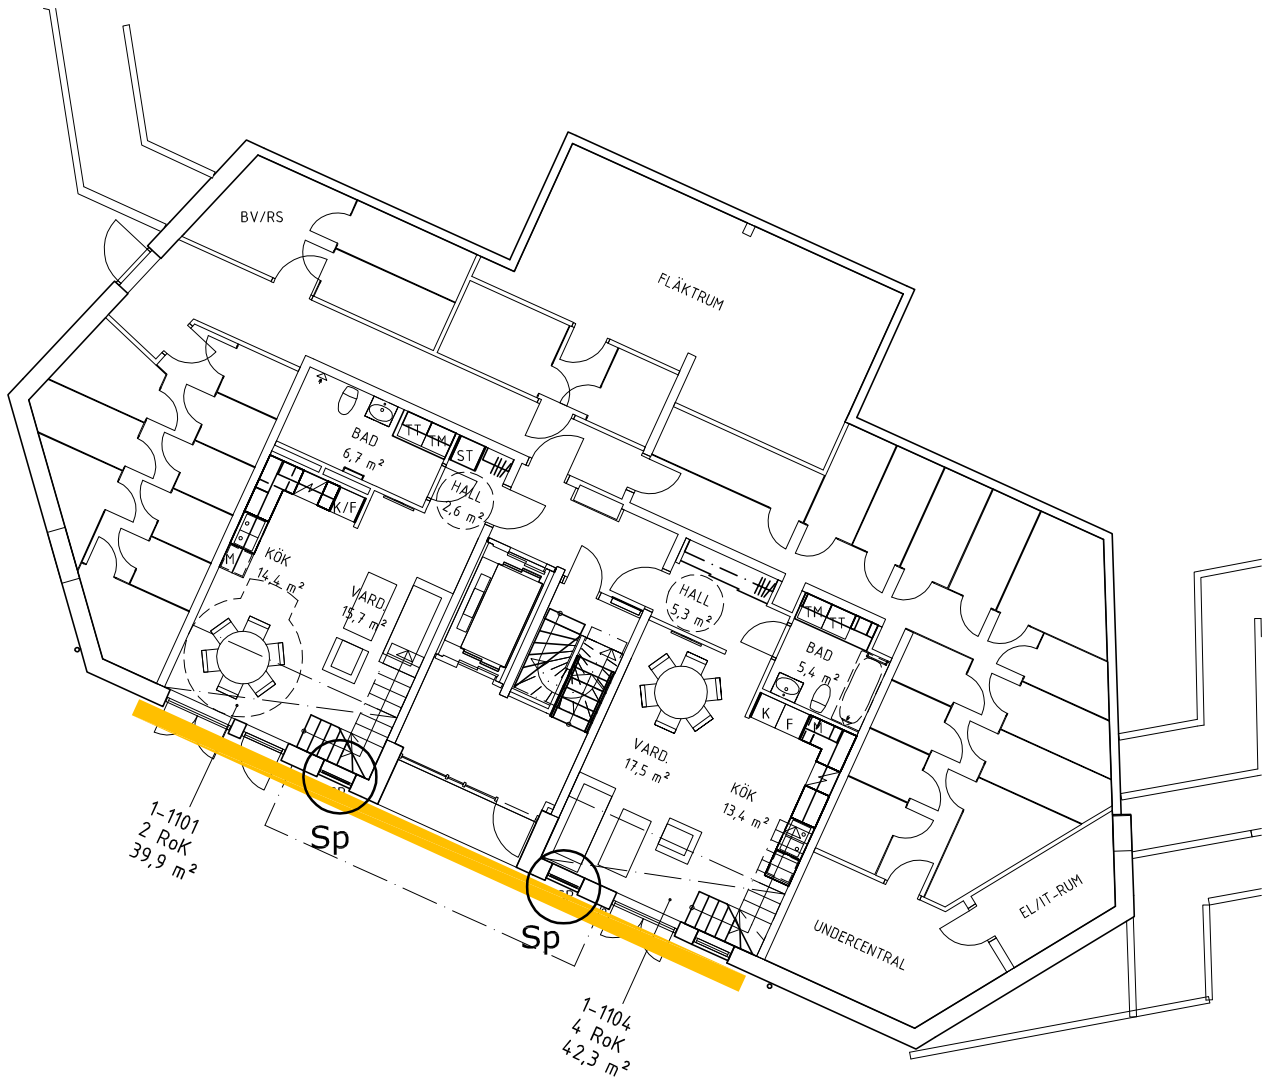 BV/RS
FLÄKTRUM
BAD
6,7 m²
TT
TM
ST
HALL
2,6 m²
K/F
M
KÖK
14,4 m²
VARD.
15,7 m²
HALL
5,3 m²
TM
TT
BAD
5,4 m²
K
F
M
VARD.
17,5 m²
KÖK
13,4 m²
Sp
Sp
1-1101
2 RoK
39,9 m²
1-1104
4 RoK
42,3 m²
UNDERCENTRAL
EL/IT-RUM